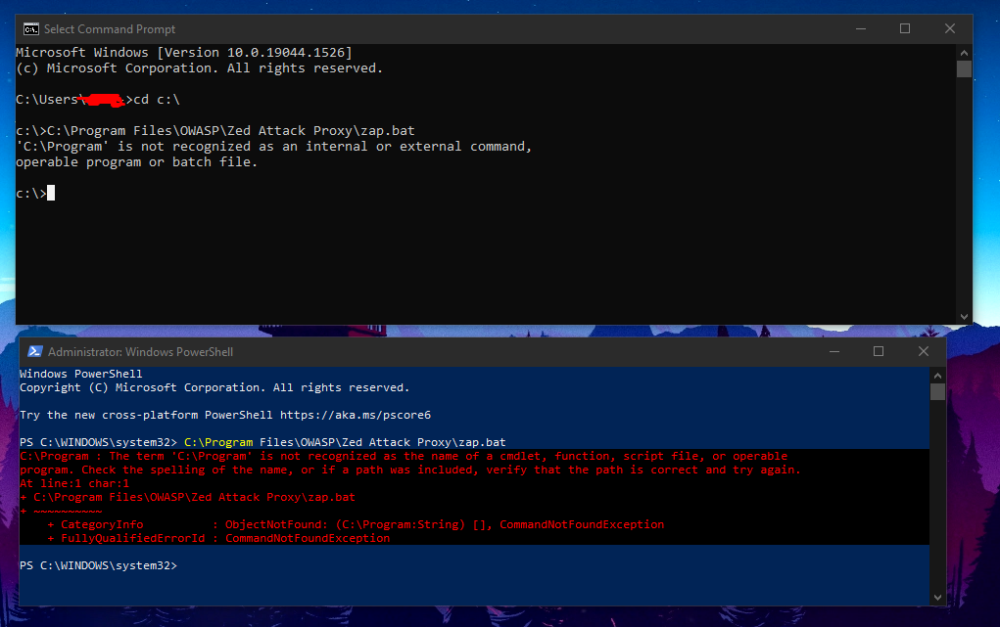 Select Command Prompt
Microsoft Windows [Version 10.0.19044.1526]
(c) Microsoft Corporation. All rights reserved.
C:\Users\>cd c:\
c:\>C:\Program Files\OWASP\Zed Attack Proxy\zap.bat
'C:\Program' is not recognized as an internal or external command,
operable program or batch file.
c:\>
Administrator: Windows PowerShell
Windows PowerShell
Copyright (C) Microsoft Corporation. All rights reserved.
Try the new cross-platform PowerShell https://aka.ms/pscore6
PS C:\WINDOWS\system32> C:\Program Files\OWASP\Zed Attack Proxy\zap.bat
C:\Program : The term 'C:\Program' is not recognized as the name of a cmdlet, function, script file, or operable
program. Check the spelling of the name, or if a path was included, verify that the path is correct and try again.
At line:1 char:1
+ C:\Program Files\OWASP\Zed Attack Proxy\zap.bat
+ ~~~~~~~~~~
+ CategoryInfo : ObjectNotFound: (C:\Program:String) [], CommandNotFoundException
+ FullyQualifiedErrorId : CommandNotFoundException
PS C:\WINDOWS\system32>